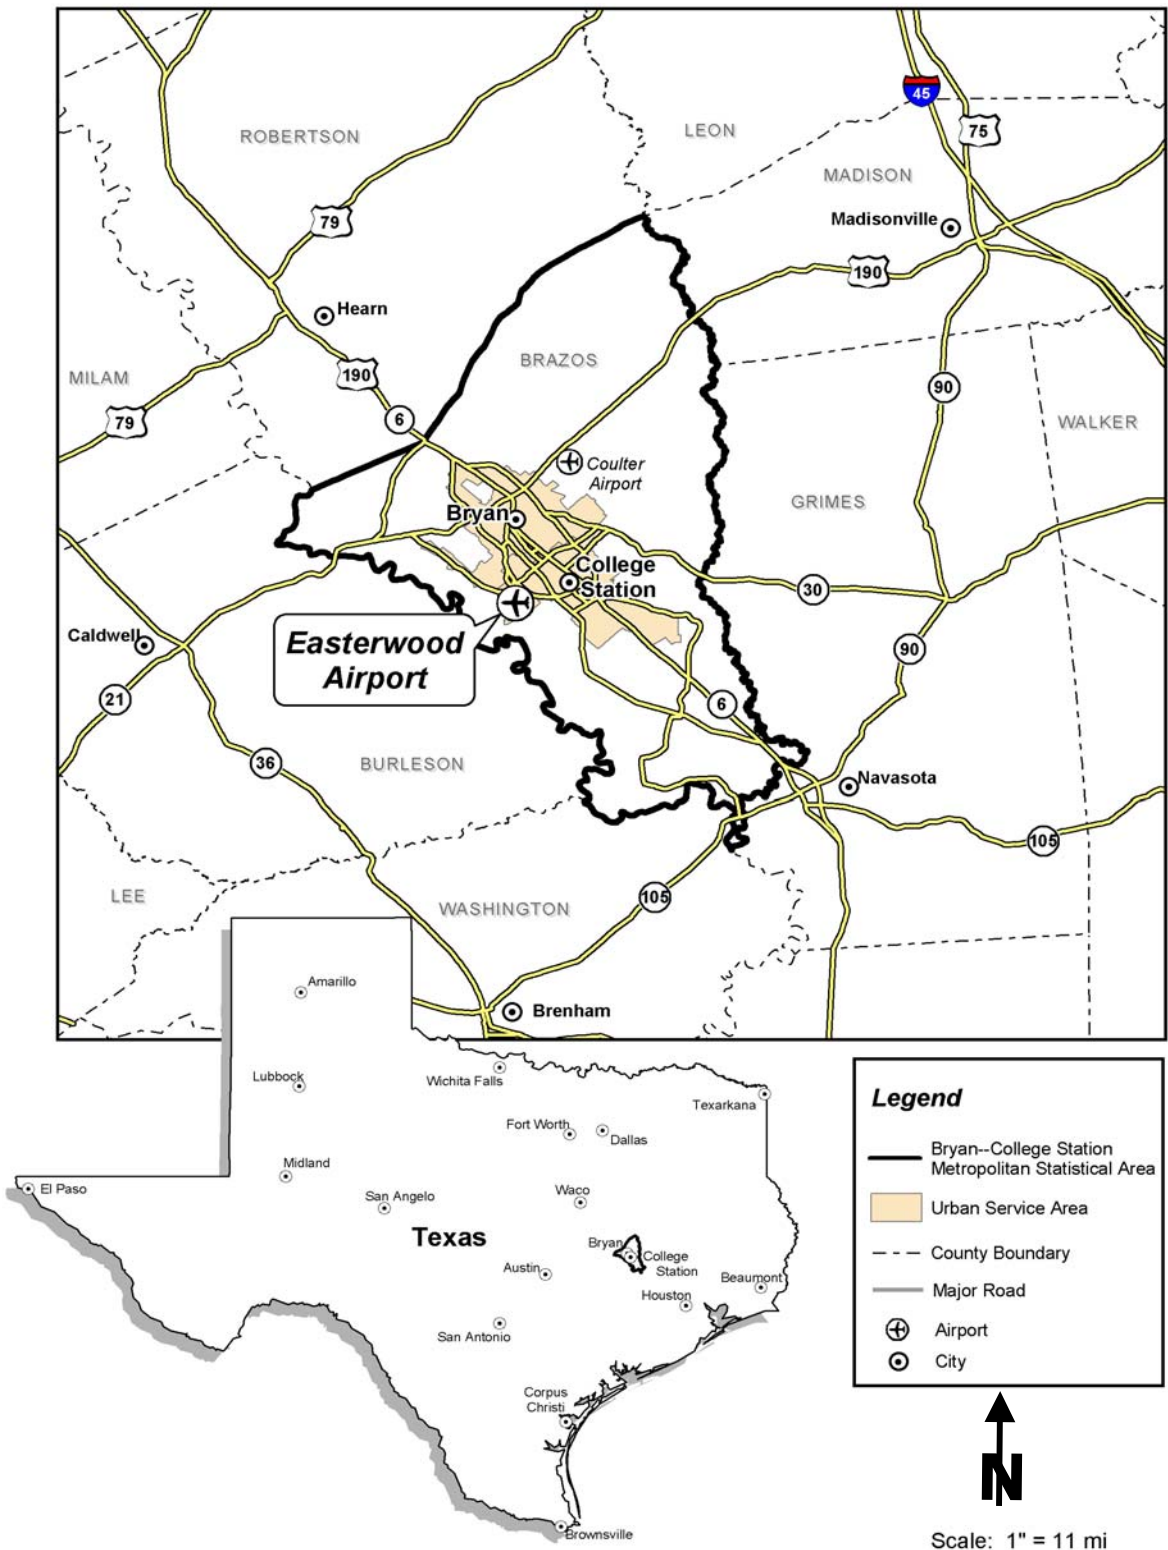 45
75
ROBERTSON
LEON
MADISON
79
Madisonville
190
Hearn
BRAZOS
190
MILAM
90
79
6
WALKER
Coulter
Airport
GRIMES
Bryan
College
Station
30
Caldwell
Easterwood
Airport
90
21
6
36
BURLESON
Navasota
105
LEE
WASHINGTON
105
Brenham
Amarillo
Lubbock
Wichita Falls
Texarkana
Fort Worth
Dallas
Midland
El Paso
San Angelo
Waco
Texas
Bryan
College
Station
Austin
Beaumont
Houston
San Antonio
Corpus
Christi
Brownsville
Legend
Bryan--College Station
Metropolitan Statistical Area
Urban Service Area
County Boundary
Major Road
Airport
City
N
Scale: 1" = 11 mi